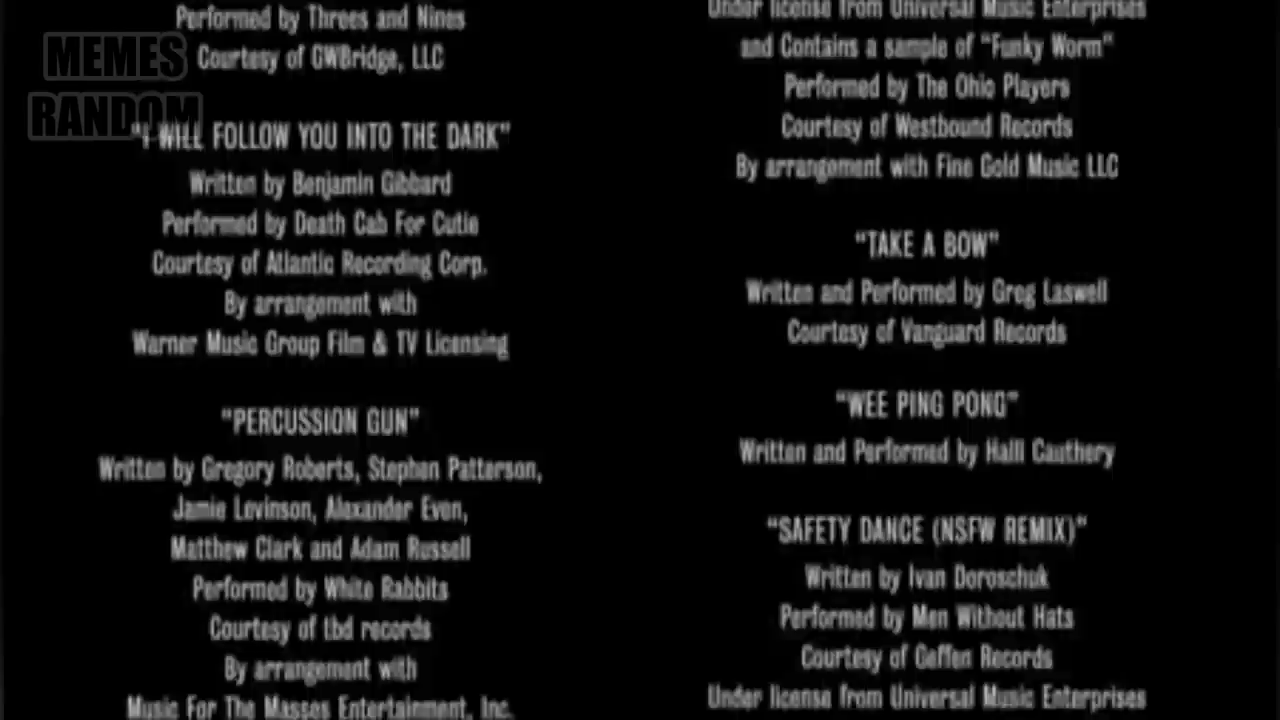 MEMES
RANDOM
Performed by Threes and Nines
Courtesy of GWBridge, LLC
"I WILL FOLLOW YOU INTO THE DARK"
Written by Benjamin Gibbard
Performed by Death Cab For Cutie
Courtesy of Atlantic Recording Corp.
By arrangement with
Warner Music Group Film & TV Licensing
"PERCUSSION GUN"
Written by Gregory Roberts, Stephen Patterson,
Jamie Levinson, Alexander Even,
Matthew Clark and Adam Russell
Performed by White Rabbits
Courtesy of tbd records
By arrangement with
Music For The Masses Entertainment, Inc.
Under license from Universal Music Enterprises
and Contains a sample of "Funky Worm"
Performed by The Ohio Players
Courtesy of Westbound Records
By arrangement with Fine Gold Music LLC
"TAKE A BOW"
Written and Performed by Greg Laswell
Courtesy of Vanguard Records
"WEE PING PONG"
Written and Performed by Halli Cauthery
"SAFETY DANCE (NSFW REMIX)"
Written by Ivan Doroschuk
Performed by Men Without Hats
Courtesy of Geffen Records
Under license from Universal Music Enterprises